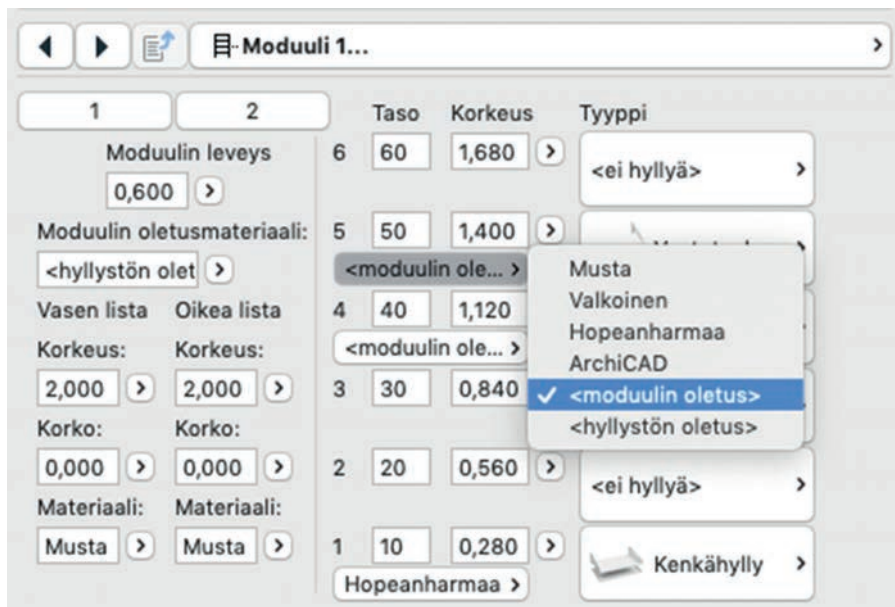 Moduuli 1...
1 2
Taso Korkeus Tyyppi
Moduulin leveys
0,600
6 60 1,680 <ei hyllyä>
Moduulin oletusmateriaali:
<hyllystön olet
5 50 1,400
<moduulin ole...
Vasen lista Oikea lista
4 40 1,120
<moduulin ole...
Korkeus: Korkeus:
2,000 2,000
3 30 0,840
Korko: Korko:
0,000 0,000
2 20 0,560 <ei hyllyä>
Materiaali: Materiaali:
Musta Musta
1 10 0,280 Kenkähylly
Hopeanharmaa
Musta
Valkoinen
Hopeanharmaa
ArchiCAD
<moduulin oletus>
<hyllystön oletus>